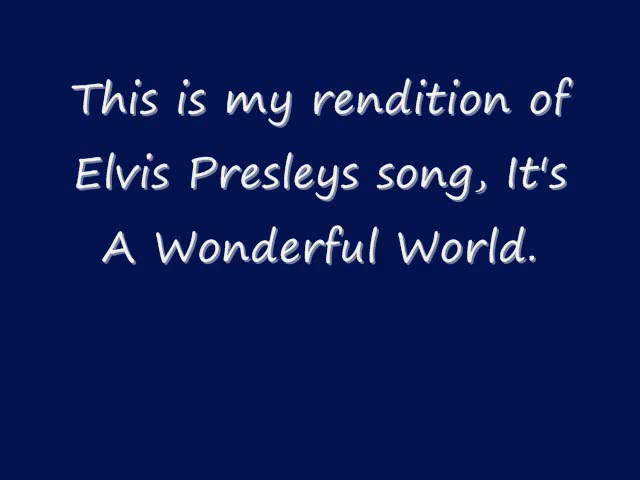 This is my rendition of
Elvis Presleys song, It's
A Wonderful World.